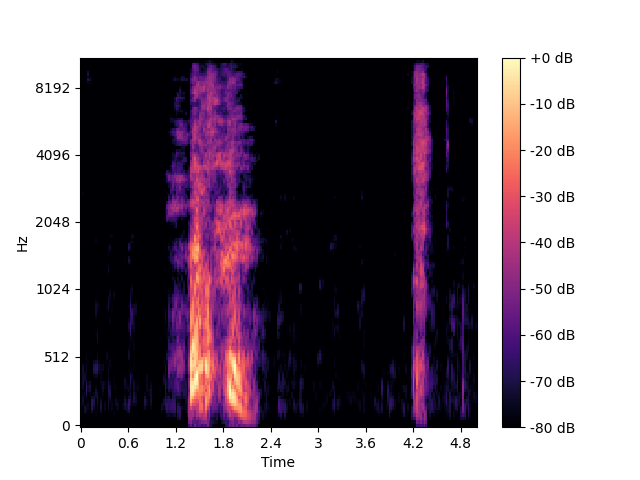 8192
4096
2048
1024
512
0
Hz
0 0.6 1.2 1.8 2.4 3 3.6 4.2 4.8
Time
+0 dB
-10 dB
-20 dB
-30 dB
-40 dB
-50 dB
-60 dB
-70 dB
-80 dB